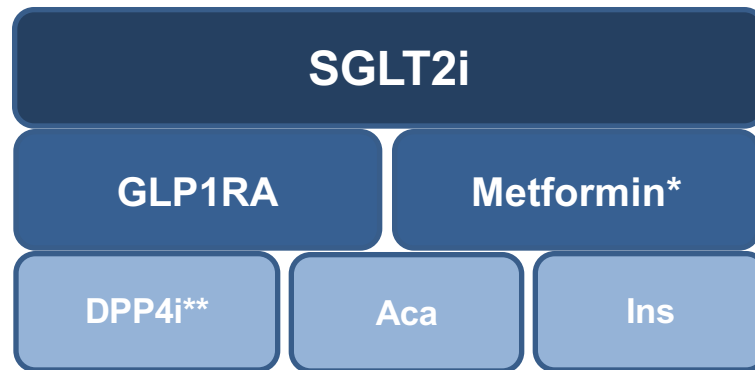 SGLT2i
GLP1RA
Metformin*
DPP4i**
Aca
Ins